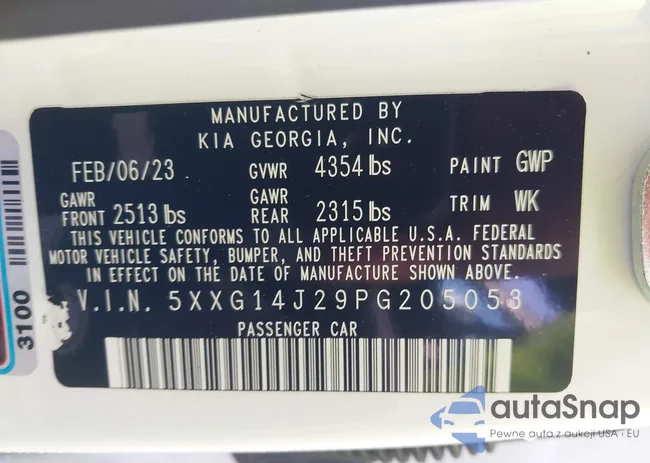 MANUFACTURED BY
KIA GEORGIA, INC.
FEB/06/23 GVWR 4354 lbs PAINT GWP
GAWR FRONT 2513 lbs GAWR REAR 2315 lbs TRIM WK
THIS VEHICLE CONFORMS TO ALL APPLICABLE U.S.A. FEDERAL
MOTOR VEHICLE SAFETY, BUMPER, AND THEFT PREVENTION STANDARDS
IN EFFECT ON THE DATE OF MANUFACTURE SHOWN ABOVE.
V.I.N. 5XXG14J29PG205053
PASSENGER CAR
3100
autaSnap
Pewne auta z aukcji USA i EU